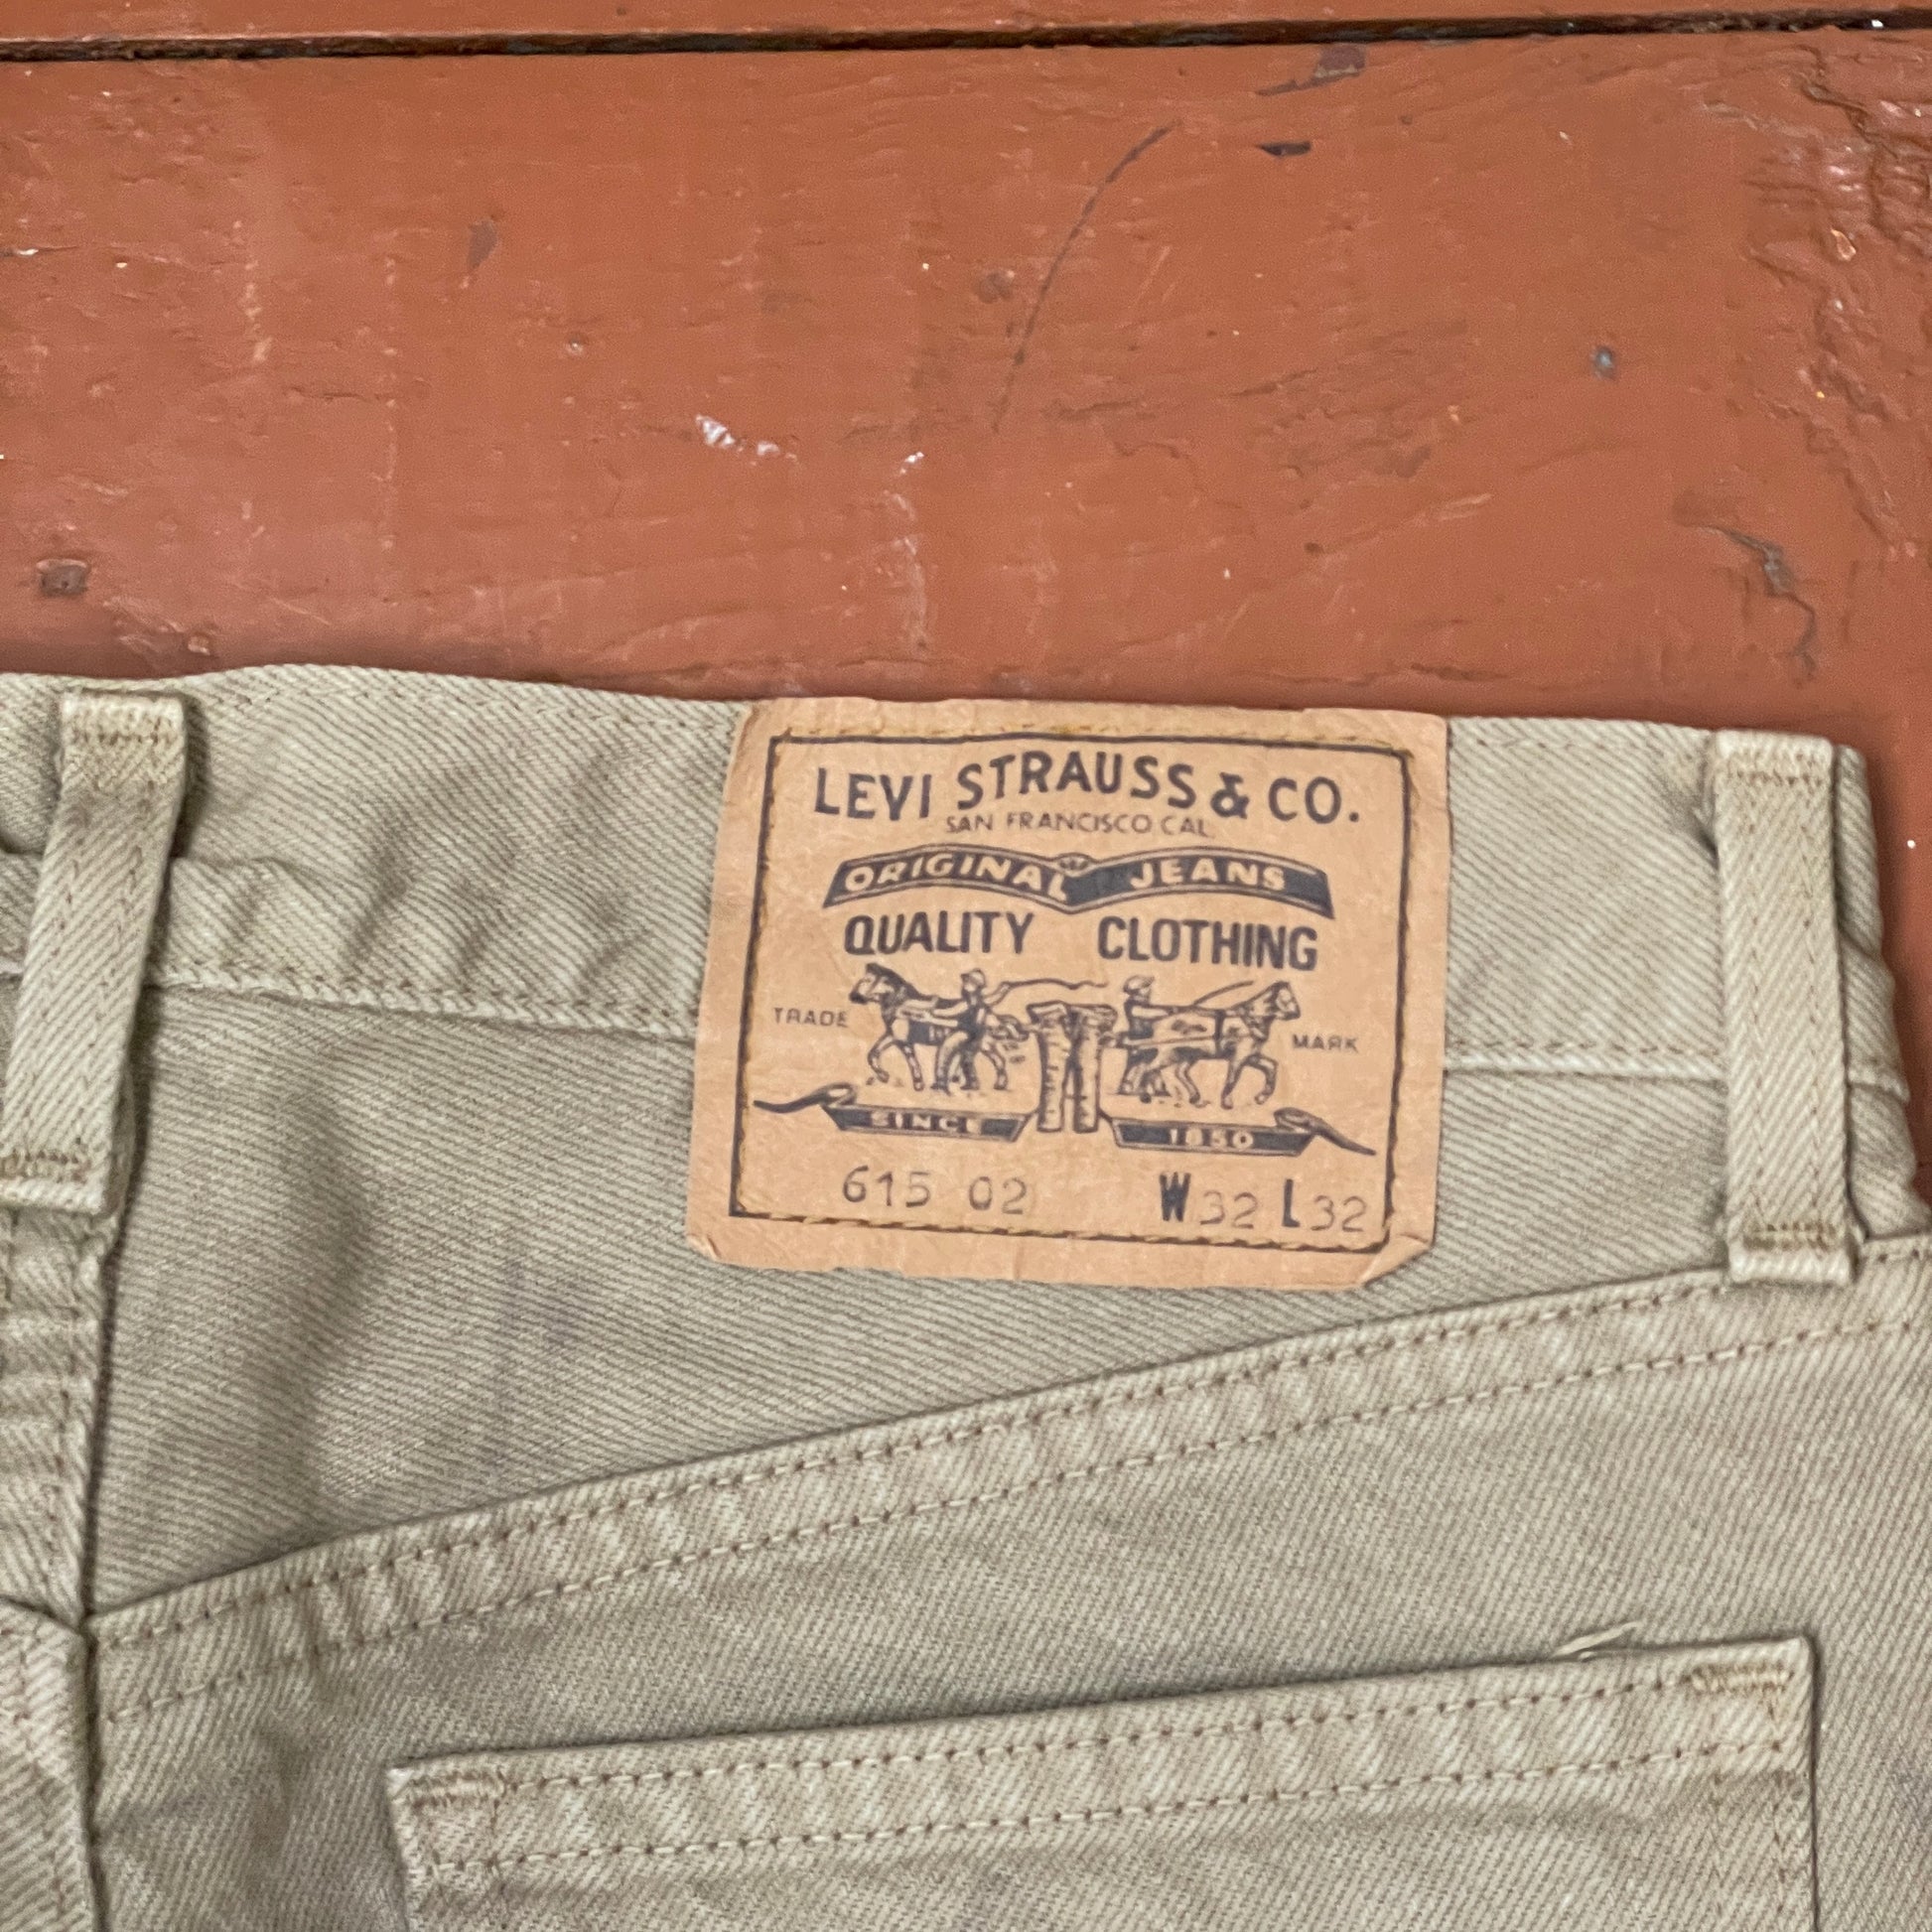 LEVI STRAUSS & CO.
SAN FRANCISCO CAL.
ORIGINAL JEANS
QUALITY CLOTHING
TRADE MARK
SINCE 1850
615 02 W32 L32